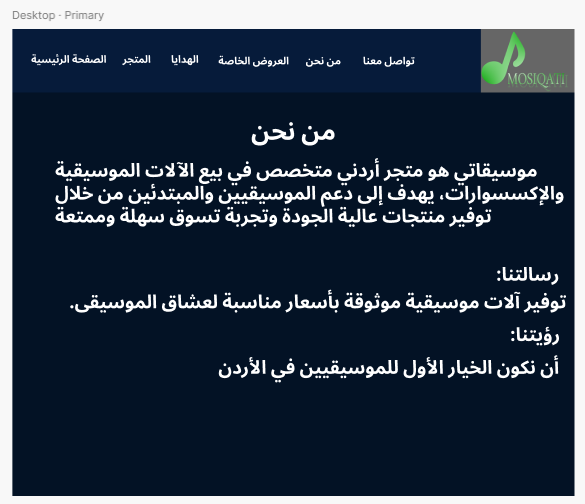 Desktop · Primary
MOSIQATI
تواصل معنا
من نحن
العروض الخاصة
الهدايا
المتجر
الصفحة الرئيسية
من نحن
موسيقاتي هو متجر أردني متخصص في بيع الآلات الموسيقية
والإكسسوارات، يهدف إلى دعم الموسيقيين والمبتدئين من خلال
توفير منتجات عالية الجودة وتجربة تسوق سهلة وممتعة
رسالتنا:
توفير آلات موسيقية موثوقة بأسعار مناسبة لعشاق الموسيقى.
رؤيتنا:
أن نكون الخيار الأول للموسيقيين في الأردن